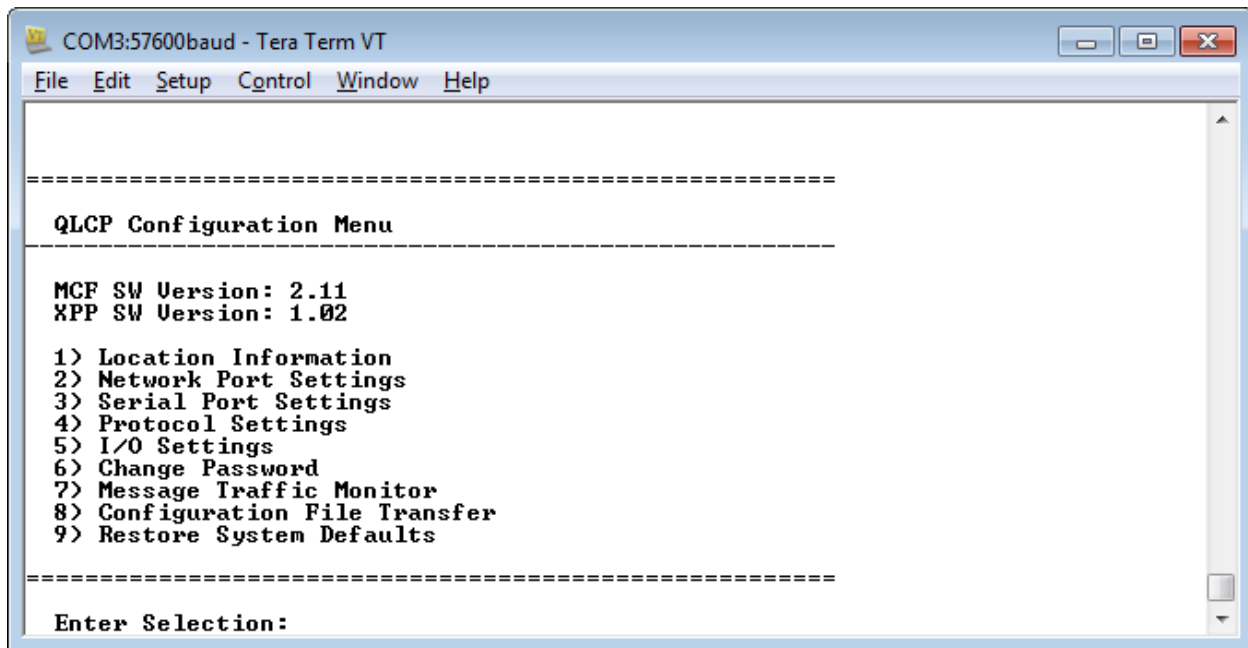 COM3:57600baud - Tera Term VT
File Edit Setup Control Window Help
=======================================================
QLCP Configuration Menu
-------------------------------------------------------
MCF SW Version: 2.11
XPP SW Version: 1.02
1) Location Information
2) Network Port Settings
3) Serial Port Settings
4) Protocol Settings
5) I/O Settings
6) Change Password
7) Message Traffic Monitor
8) Configuration File Transfer
9) Restore System Defaults
=======================================================
Enter Selection: